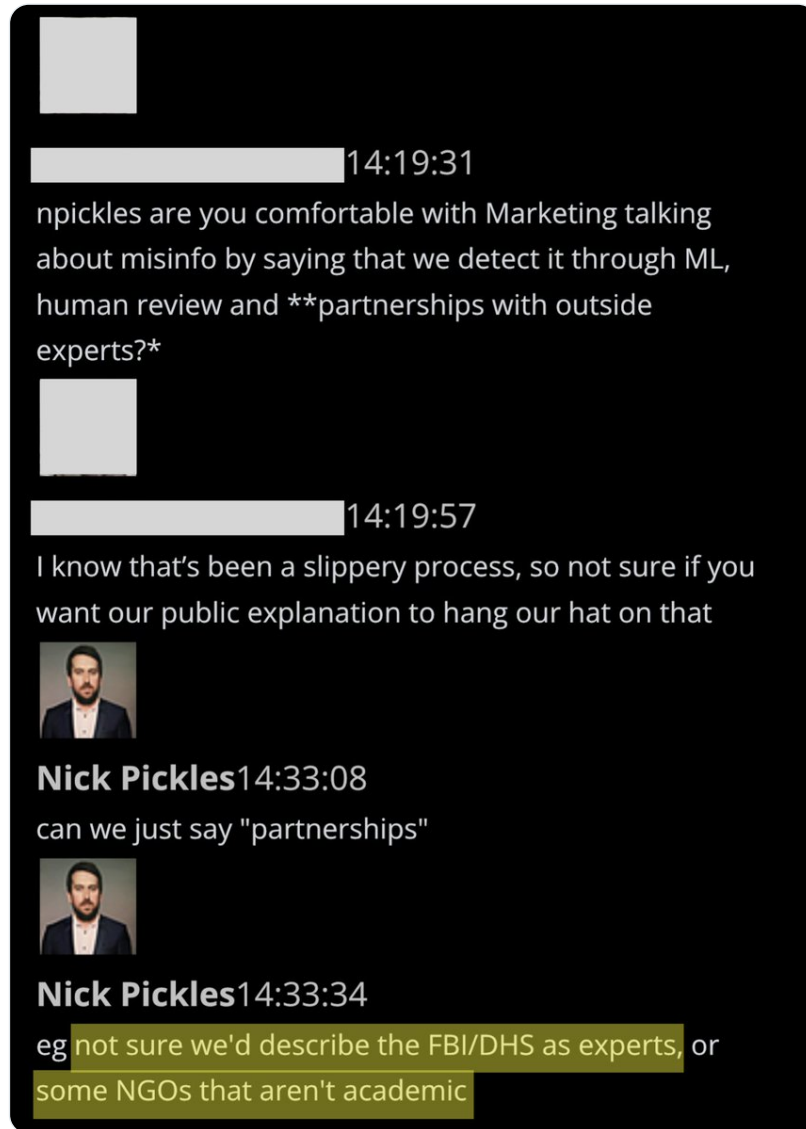 14:19:31
npickles are you comfortable with Marketing talking
about misinfo by saying that we detect it through ML,
human review and **partnerships with outside
experts?*
14:19:57
I know that’s been a slippery process, so not sure if you
want our public explanation to hang our hat on that
Nick Pickles14:33:08
can we just say "partnerships"
Nick Pickles14:33:34
eg not sure we'd describe the FBI/DHS as experts, or
some NGOs that aren't academic